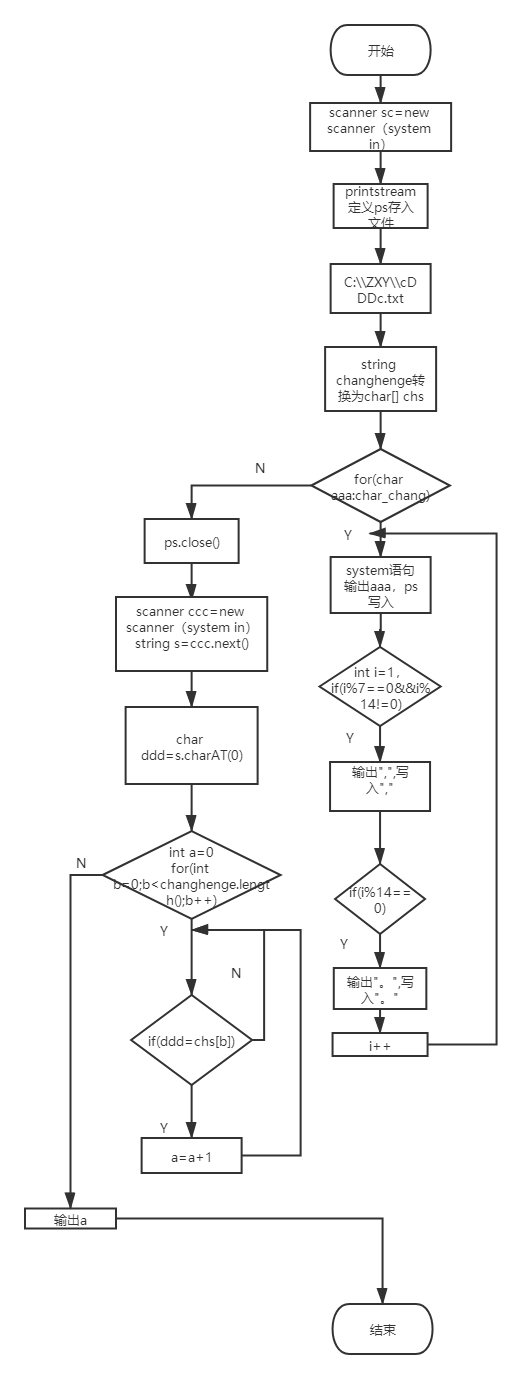 开始
scanner sc=new
scanner（system
in）
printstream
定义ps存入
文件
C:\\ZXY\\cD
DDc.txt
string
changhenge转
换为char[] chs
for(char
aaa:char_chang)
N
Y
ps.close()
system语句
输出aaa，ps
写入
scanner ccc=new
scanner（system in）
string s=ccc.next()
int i=1，
if(i%7==0&&i%
14!=0)
Y
char
ddd=s.charAT(0)
输出",",写
入","
int a=0
for(int
b=0;b<changhenge.lengt
h();b++)
N
Y
if(i%14==
0)
Y
N
输出"。",写
入"。"
if(ddd=chs[b])
i++
Y
a=a+1
输出a
结束